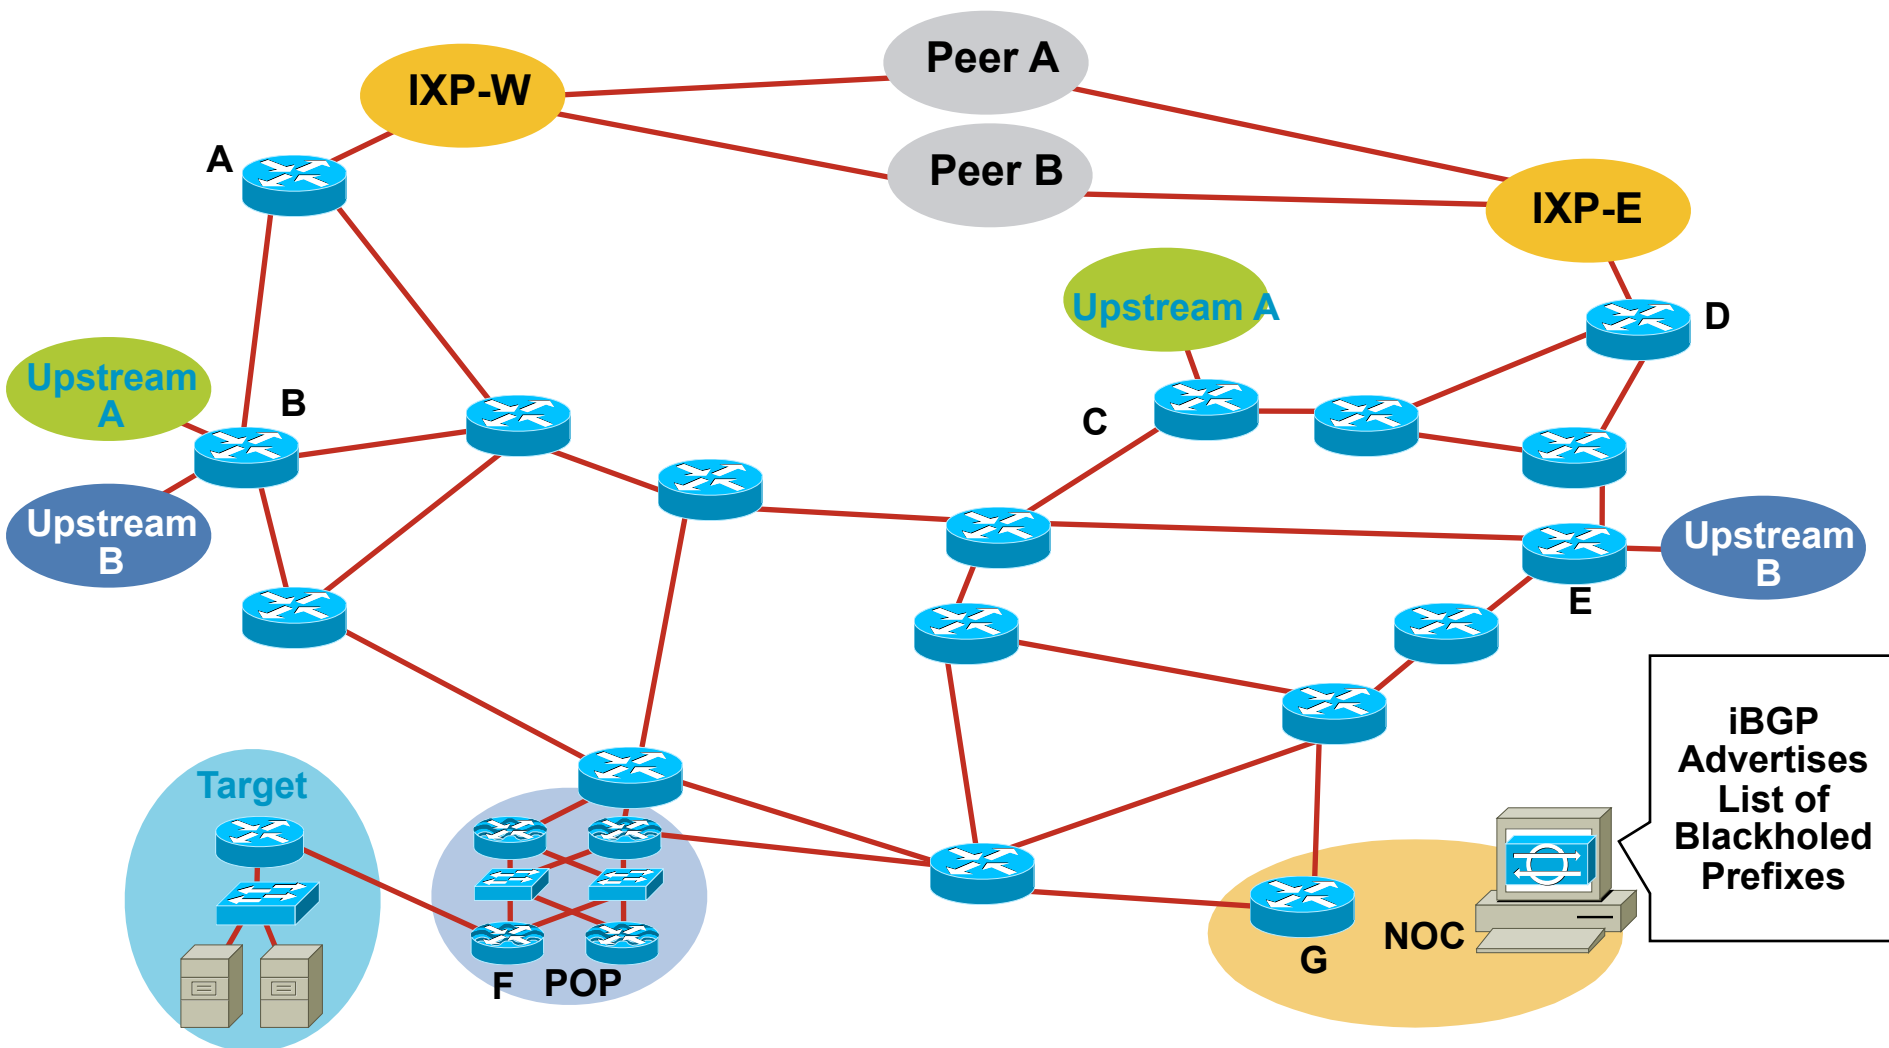 Peer A
IXP-W
A
Peer B
IXP-E
Upstream A
D
Upstream
A
B
C
Upstream
B
Upstream
B
E
iBGP
Advertises
List of
Blackholed
Prefixes
Target
NOC
G
F
POP